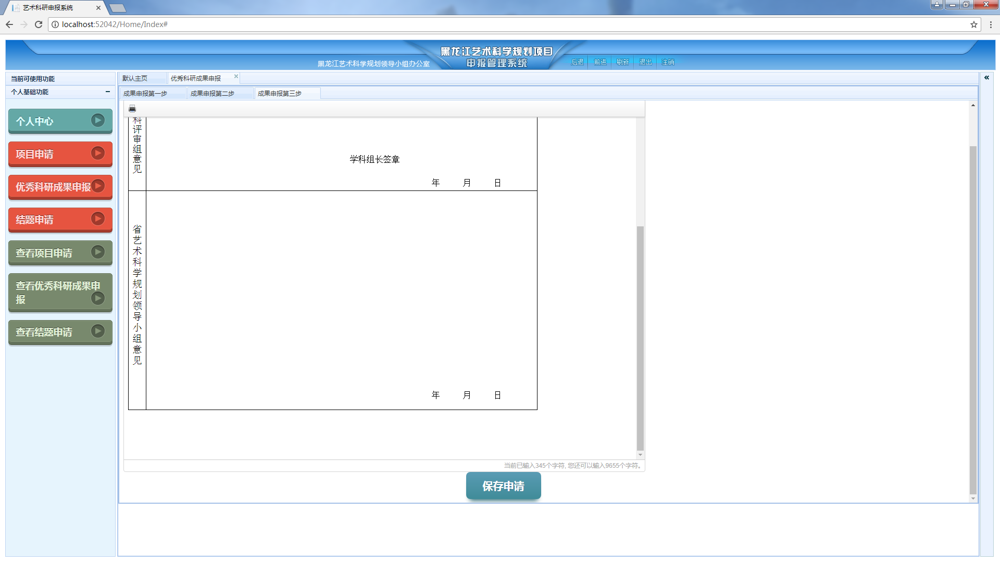 艺术科研申报系统
localhost:52042/Home/Index#
黑龙江艺术科学规划领导小组办公室
黑龙江艺术科学规划项目
申报管理系统
后退 前进 刷新 退出 注销
当前可使用功能
个人基础功能
个人中心
项目申请
优秀科研成果申报
结题申请
查看项目申请
查看优秀科研成果申
报
查看结题申请
默认主页 优秀科研成果申报
成果申报第一步 成果申报第二步 成果申报第三步
科
评
审
组
意
见
学科组长签章
年 月 日
省
艺
术
科
学
规
划
领
导
小
组
意
见
年 月 日
当前已输入345个字符, 您还可以输入9655个字符。
保存申请